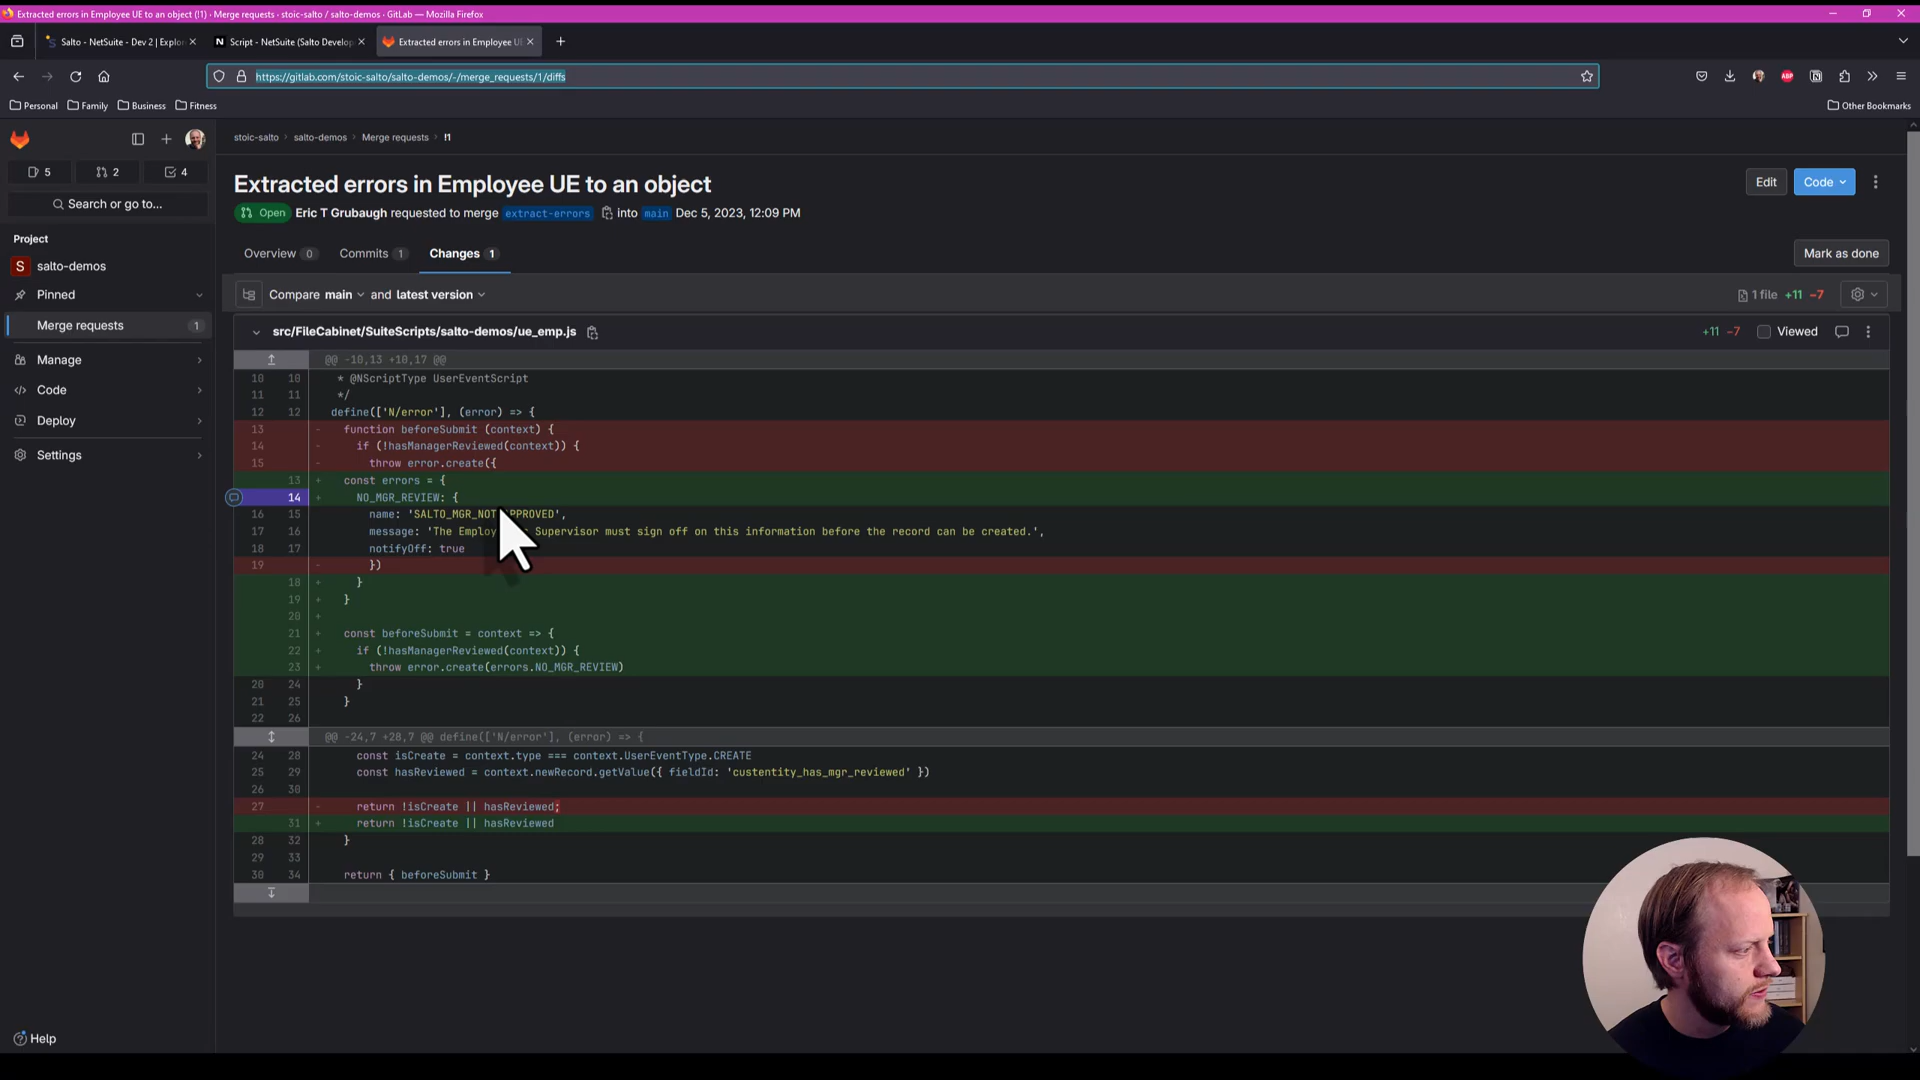 Extracted errors in Employee UE to an object (!1) · Merge requests · stoic-salto / salto-demos · GitLab — Mozilla Firefox
Salto - NetSuite - Dev 2 | Explor
Script - NetSuite (Salto Develop
Extracted errors in Employee UE
https://gitlab.com/stoic-salto/salto-demos/-/merge_requests/1/diffs
Personal
Family
Business
Fitness
Other Bookmarks
stoic-salto › salto-demos › Merge requests › !1
5
2
4
Search or go to...
Project
S salto-demos
Pinned
Merge requests 1
Manage
Code
Deploy
Settings
Help
Extracted errors in Employee UE to an object
Edit
Code
Open Eric T Grubaugh requested to merge extract-errors into main Dec 5, 2023, 12:09 PM
Overview 0
Commits 1
Changes 1
Mark as done
Compare main and latest version
1 file +11 −7
src/FileCabinet/SuiteScripts/salto-demos/ue_emp.js
+11 −7
Viewed
@@ -10,13 +10,17 @@
10 10 * @NScriptType UserEventScript
11 11 */
12 12 define(['N/error'], (error) => {
13 - function beforeSubmit (context) {
14 - if (!hasManagerReviewed(context)) {
15 - throw error.create({
13 + const errors = {
14 + NO_MGR_REVIEW: {
16 15 name: 'SALTO_MGR_NOT PPROVED',
17 16 message: 'The Employ Supervisor must sign off on this information before the record can be created.',
18 17 notifyOff: true
19 - })
18 + }
19 + }
20 +
21 + const beforeSubmit = context => {
22 + if (!hasManagerReviewed(context)) {
23 + throw error.create(errors.NO_MGR_REVIEW)
20 24 }
21 25 }
22 26
@@ -24,7 +28,7 @@ define(['N/error'], (error) => {
24 28 const isCreate = context.type === context.UserEventType.CREATE
25 29 const hasReviewed = context.newRecord.getValue({ fieldId: 'custentity_has_mgr_reviewed' })
26 30
27 - return !isCreate || hasReviewed;
31 + return !isCreate || hasReviewed
28 32 }
29 33
30 34 return { beforeSubmit }